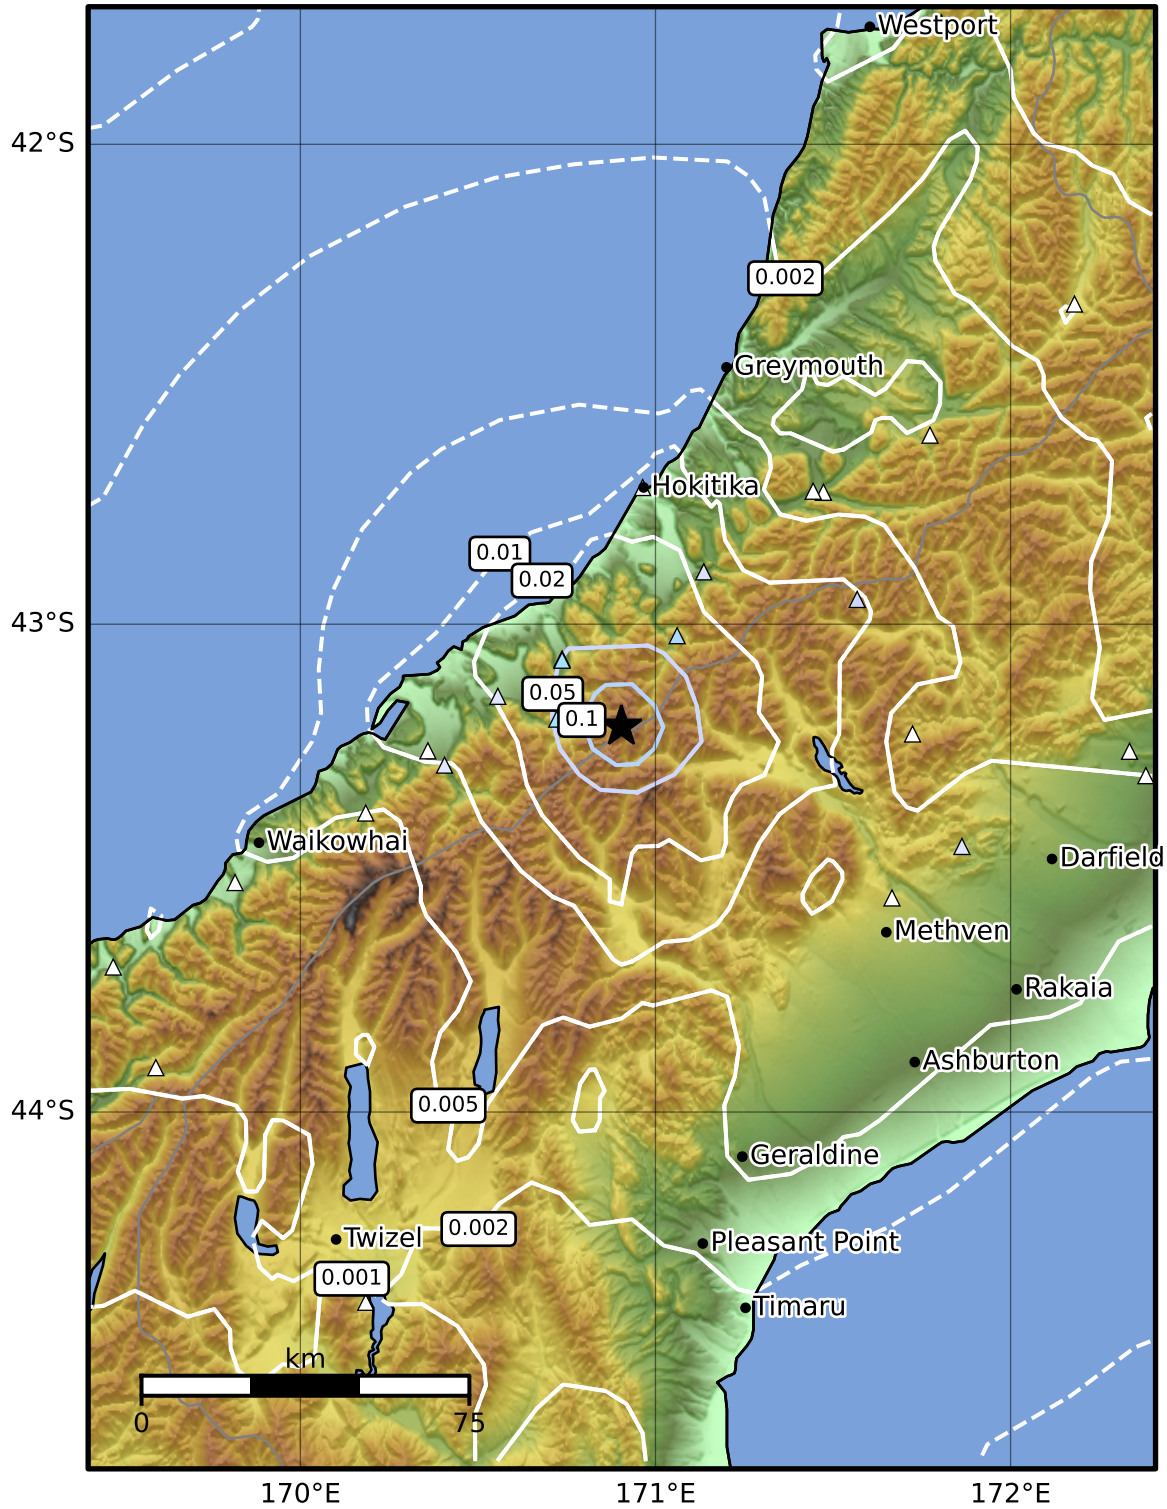 Westport
42°S
0.002
Greymouth
Hokitika
0.01
0.02
43°S
0.05
0.1
Waikowhai
Darfield
Methven
Rakaia
Ashburton
0.005
44°S
Geraldine
0.002
Twizel
Pleasant Point
0.001
Timaru
km
0 75
170°E 171°E 172°E